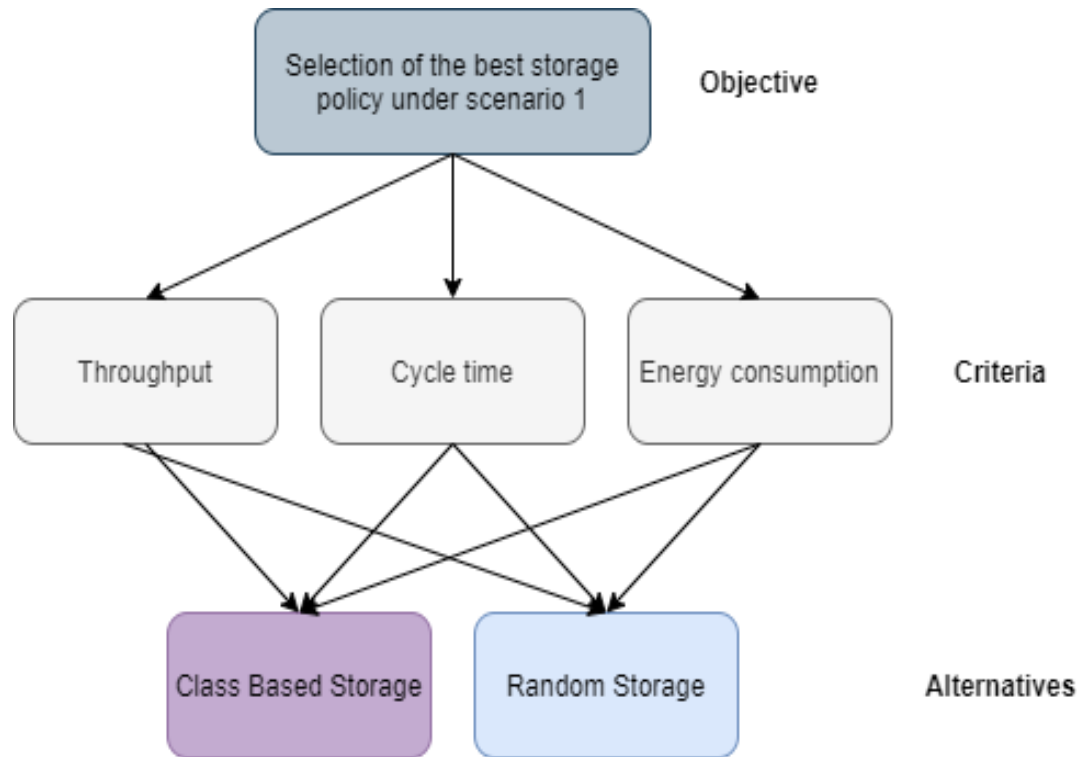 Selection of the best storage
policy under scenario 1
Objective
Throughput
Cycle time
Energy consumption
Criteria
Class Based Storage
Random Storage
Alternatives